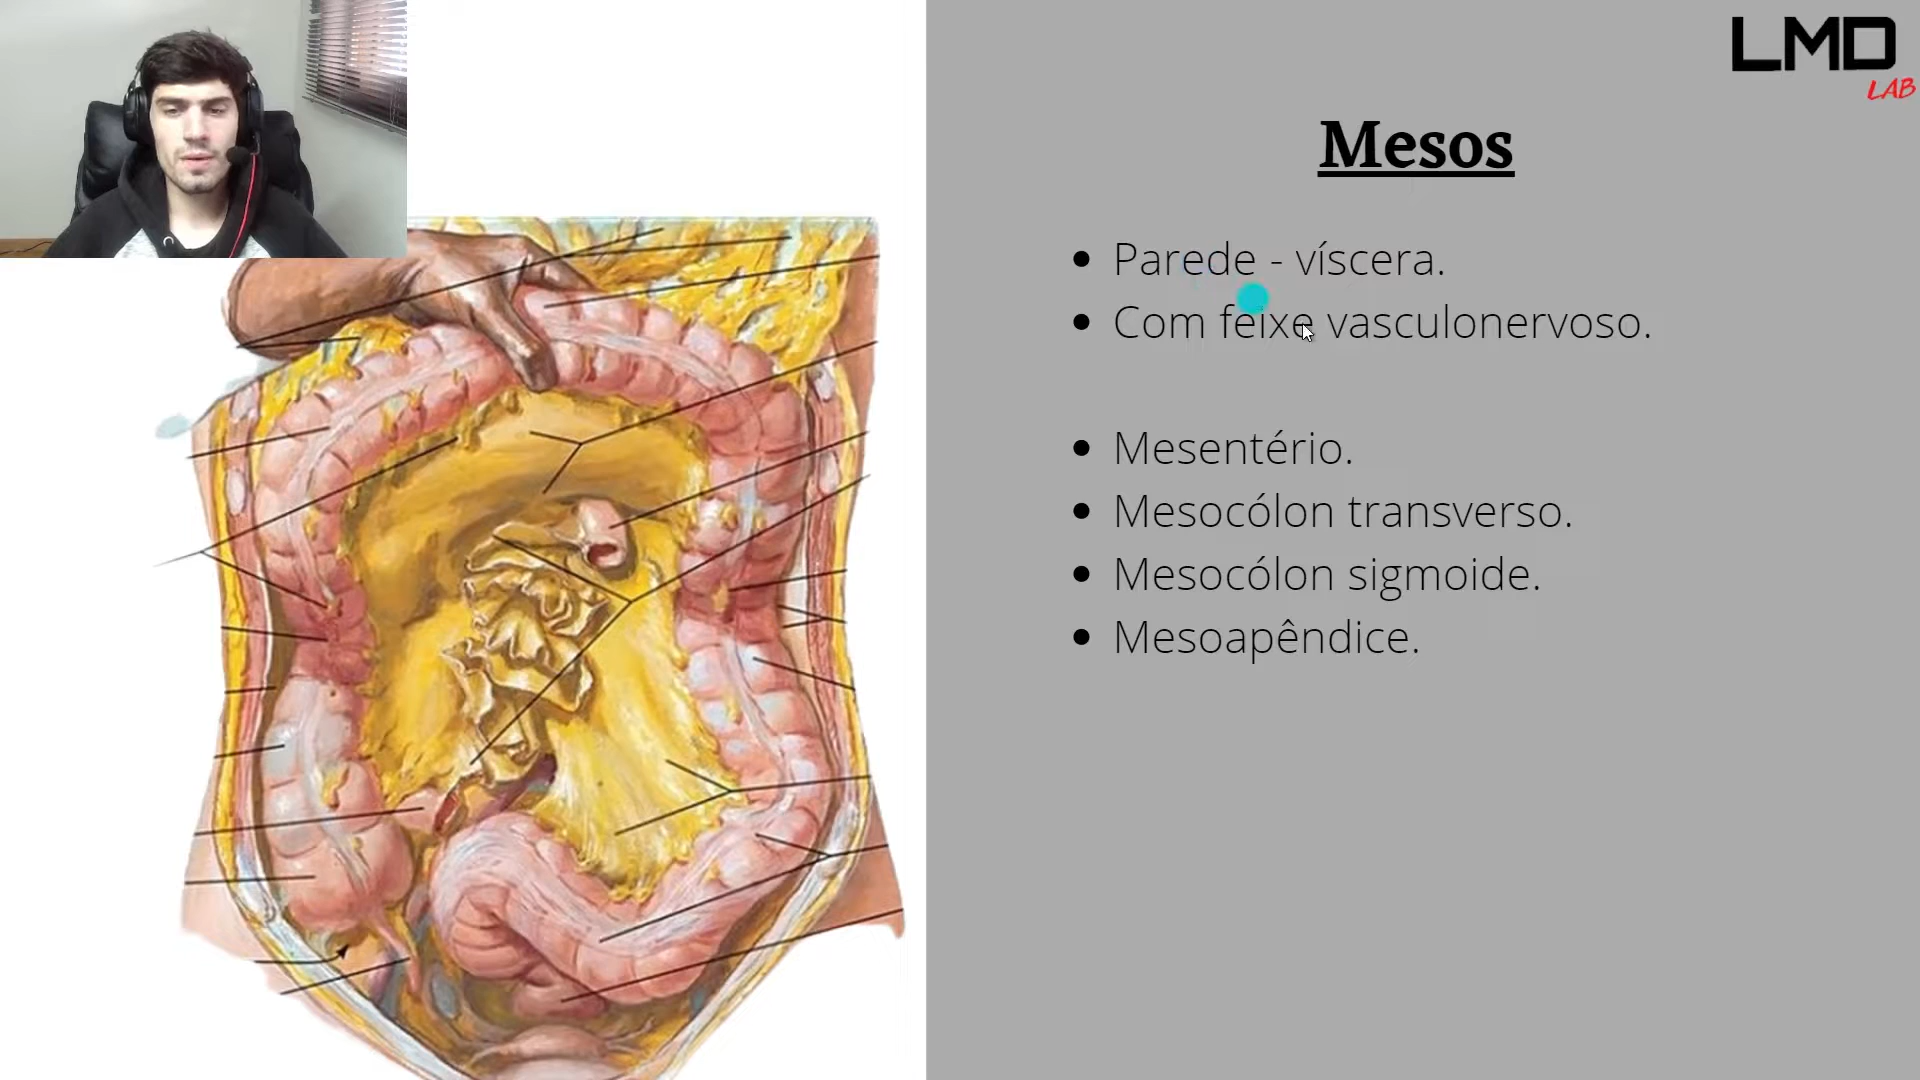 LMD
LAB
Mesos
Parede - víscera.
Com feixe vasculonervoso.
Mesentério.
Mesocólon transverso.
Mesocólon sigmoide.
Mesoapêndice.